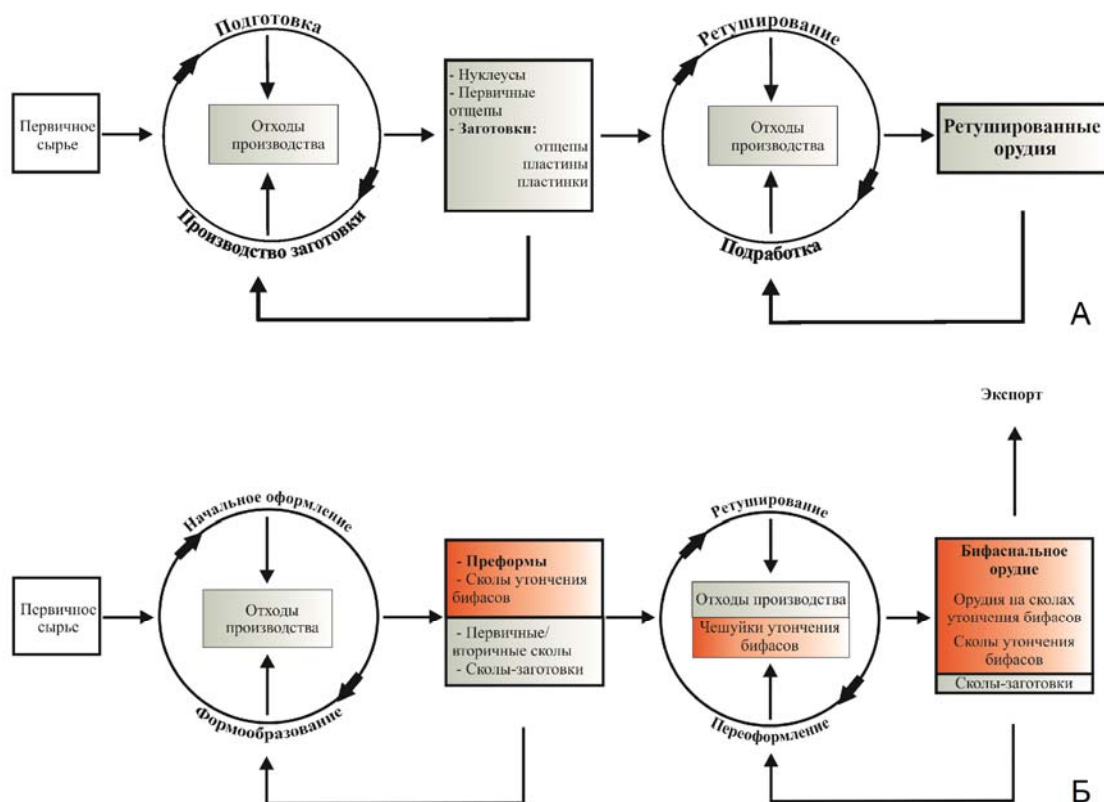 Подготовка
Первичное
сырье
Отходы
производства
Производство заготовки
- Нуклеусы
- Первичные
отщепы
- Заготовки:
отщепы
пластины
пластинки
Ретуширование
Отходы
производства
Подработка
Ретушированные
орудия
А
Экспорт
Начальное оформление
Первичное
сырье
Отходы
производства
Формообразование
- Преформы
- Сколы утончения
бифасов
- Первичные/
вторичные сколы
- Сколы-заготовки
Ретуширование
Отходы производства
Чешуйки утончения
бифасов
Переоформление
Бифасиальное
орудие
Орудия на сколах
утончения бифасов
Сколы утончения
бифасов
Сколы-заготовки
Б